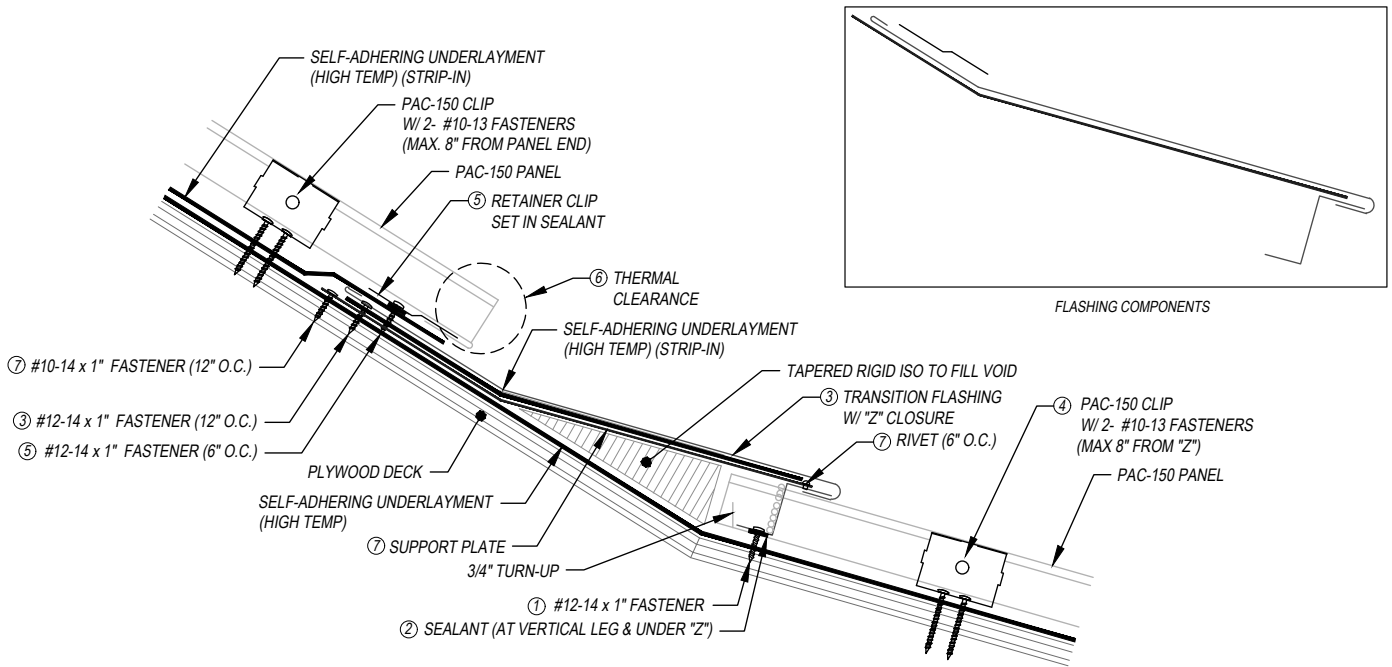 SELF-ADHERING UNDERLAYMENT
(HIGH TEMP) (STRIP-IN)
PAC-150 CLIP
W/ 2- #10-13 FASTENERS
(MAX. 8" FROM PANEL END)
PAC-150 PANEL
⑤ RETAINER CLIP
SET IN SEALANT
⑥ THERMAL
CLEARANCE
FLASHING COMPONENTS
SELF-ADHERING UNDERLAYMENT
(HIGH TEMP) (STRIP-IN)
TAPERED RIGID ISO TO FILL VOID
③ TRANSITION FLASHING
W/ "Z" CLOSURE
⑦ RIVET (6" O.C.)
④ PAC-150 CLIP
W/ 2- #10-13 FASTENERS
(MAX 8" FROM "Z")
PAC-150 PANEL
⑦ #10-14 x 1" FASTENER (12" O.C.)
③ #12-14 x 1" FASTENER (12" O.C.)
⑤ #12-14 x 1" FASTENER (6" O.C.)
PLYWOOD DECK
SELF-ADHERING UNDERLAYMENT
(HIGH TEMP)
⑦ SUPPORT PLATE
3/4" TURN-UP
① #12-14 x 1" FASTENER
② SEALANT (AT VERTICAL LEG & UNDER "Z")